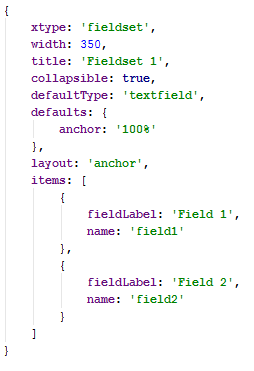 {
    xtype: 'fieldset',
    width: 350,
    title: 'Fieldset 1',
    collapsible: true,
    defaultType: 'textfield',
    defaults: {
        anchor: '100%'
    },
    layout: 'anchor',
    items: [
        {
            fieldLabel: 'Field 1',
            name: 'field1'
        },
        {
            fieldLabel: 'Field 2',
            name: 'field2'
        }
    ]
}